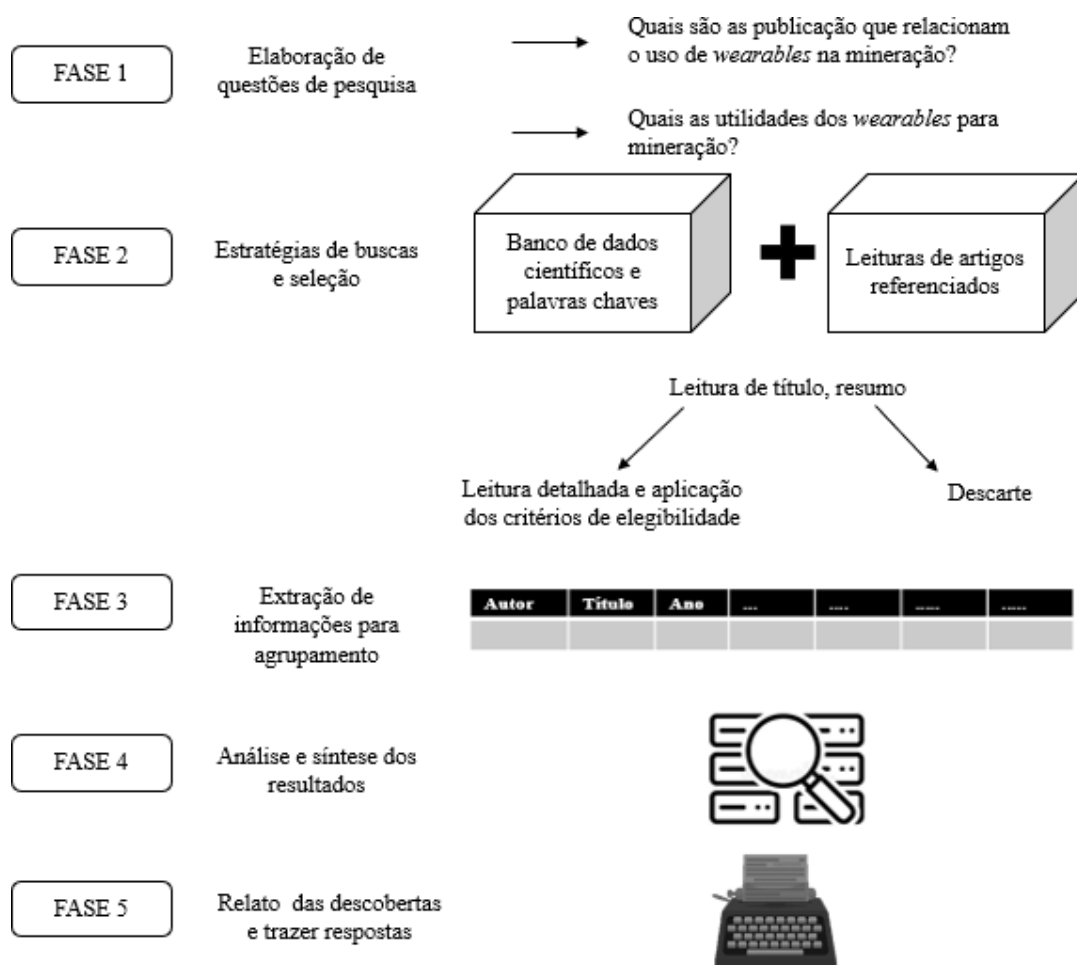 FASE 1
Elaboração de
questões de pesquisa
Quais são as publicação que relacionam
o uso de wearables na mineração?
Quais as utilidades dos wearables para
mineração?
FASE 2
Estratégias de buscas
e seleção
Banco de dados
científicos e
palavras chaves
Leituras de artigos
referenciados
Leitura de título, resumo
Leitura detalhada e aplicação
dos critérios de elegibilidade
Descarte
FASE 3
Extração de
informações para
agrupamento
Autor Título Ano ... .... ..... .....
FASE 4
Análise e síntese dos
resultados
FASE 5
Relato das descobertas
e trazer respostas